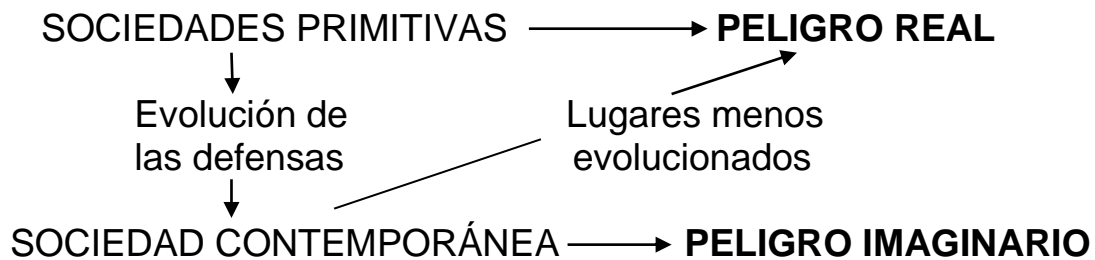 SOCIEDADES PRIMITIVAS PELIGRO REAL
Evolución de
las defensas
Lugares menos
evolucionados
SOCIEDAD CONTEMPORÁNEA PELIGRO IMAGINARIO